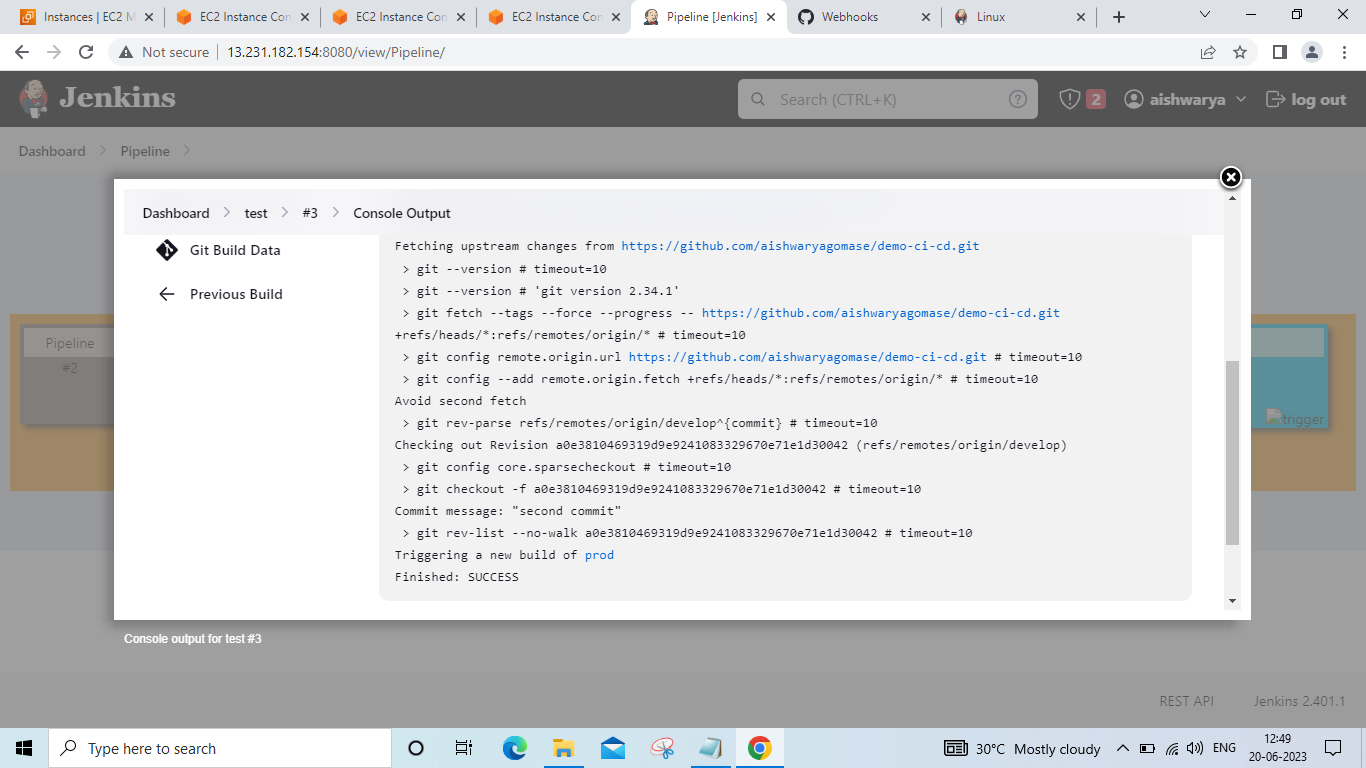 Instances | EC2 M
EC2 Instance Con
EC2 Instance Con
EC2 Instance Con
Pipeline [Jenkins]
Webhooks
Linux
Not secure
13.231.182.154:8080/view/Pipeline/
Jenkins
Search (CTRL+K)
2
aishwarya
log out
Dashboard
Pipeline
Dashboard
test
#3
Console Output
Git Build Data
Previous Build
Fetching upstream changes from https://github.com/aishwaryagomase/demo-ci-cd.git
> git --version # timeout=10
> git --version # 'git version 2.34.1'
> git fetch --tags --force --progress -- https://github.com/aishwaryagomase/demo-ci-cd.git
+refs/heads/*:refs/remotes/origin/* # timeout=10
> git config remote.origin.url https://github.com/aishwaryagomase/demo-ci-cd.git # timeout=10
> git config --add remote.origin.fetch +refs/heads/*:refs/remotes/origin/* # timeout=10
Avoid second fetch
> git rev-parse refs/remotes/origin/develop^{commit} # timeout=10
Checking out Revision a0e3810469319d9e9241083329670e71e1d30042 (refs/remotes/origin/develop)
> git config core.sparsecheckout # timeout=10
> git checkout -f a0e3810469319d9e9241083329670e71e1d30042 # timeout=10
Commit message: "second commit"
> git rev-list --no-walk a0e3810469319d9e9241083329670e71e1d30042 # timeout=10
Triggering a new build of prod
Finished: SUCCESS
Pipeline
#2
trigger
Console output for test #3
REST API
Jenkins 2.401.1
Type here to search
30°C Mostly cloudy
ENG
12:49
20-06-2023